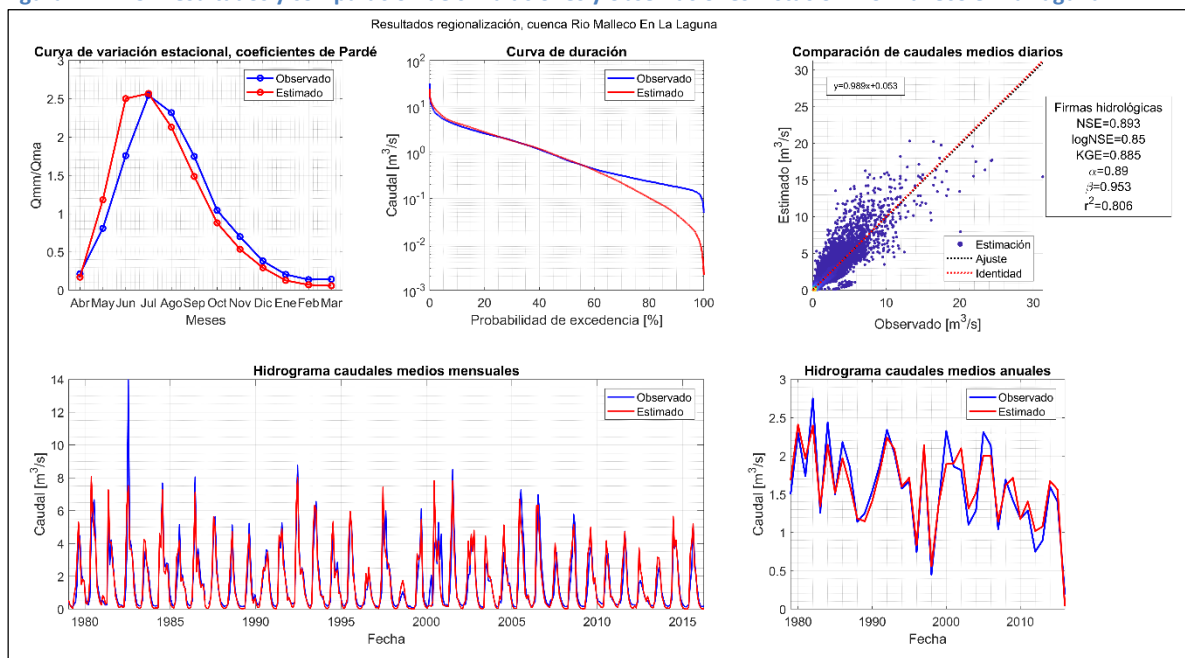 Resultados regionalización, cuenca Rio Malleco En La Laguna
Curva de variación estacional, coeficientes de Pardé
Observado
Estimado
Qmm/Qma
3
2.5
2
1.5
1
0.5
0
Abr May Jun Jul Ago Sep Oct Nov Dic Ene Feb Mar
Meses
Curva de duración
Observado
Estimado
Caudal [m³/s]
10²
10¹
10⁰
10⁻¹
10⁻²
10⁻³
0 20 40 60 80 100
Probabilidad de excedencia [%]
Comparación de caudales medios diarios
y=0.989x+0.053
Estimado [m³/s]
30
25
20
15
10
5
0
Estimación
Ajuste
Identidad
0 10 20 30
Observado [m³/s]
Firmas hidrológicas
NSE=0.893
logNSE=0.85
KGE=0.885
α=0.89
β=0.953
r²=0.806
Hidrograma caudales medios mensuales
Observado
Estimado
Caudal [m³/s]
14
12
10
8
6
4
2
0
1980 1985 1990 1995 2000 2005 2010 2015
Fecha
Hidrograma caudales medios anuales
Observado
Estimado
Caudal [m³/s]
3
2.5
2
1.5
1
0.5
0
1980 1990 2000 2010
Fecha